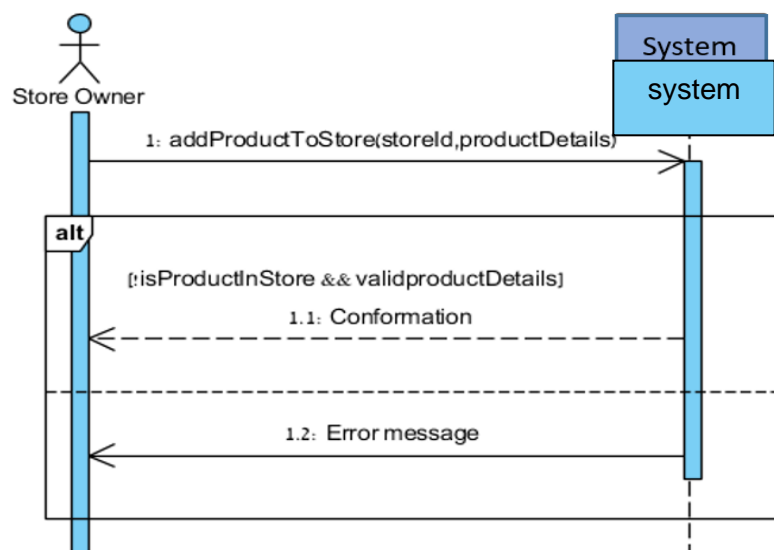 System
system
Store Owner
1: addProductToStore(storeId,productDetails)
alt
[!isProductInStore && validproductDetails]
1.1: Conformation
1.2: Error message